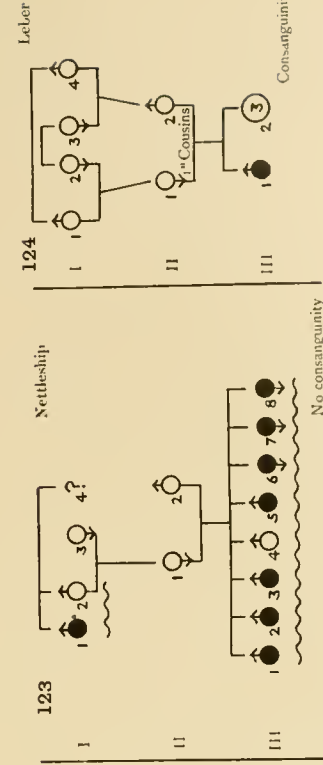 123 Nettleship
I
1 2 3 4 ?
II
1 2
III
1 2 3 4 5 6 7 8
No consanguinity
124 Leber
I
1 2 3 4
II
1 2
1st Cousins
III
1 3
2
Consanguini